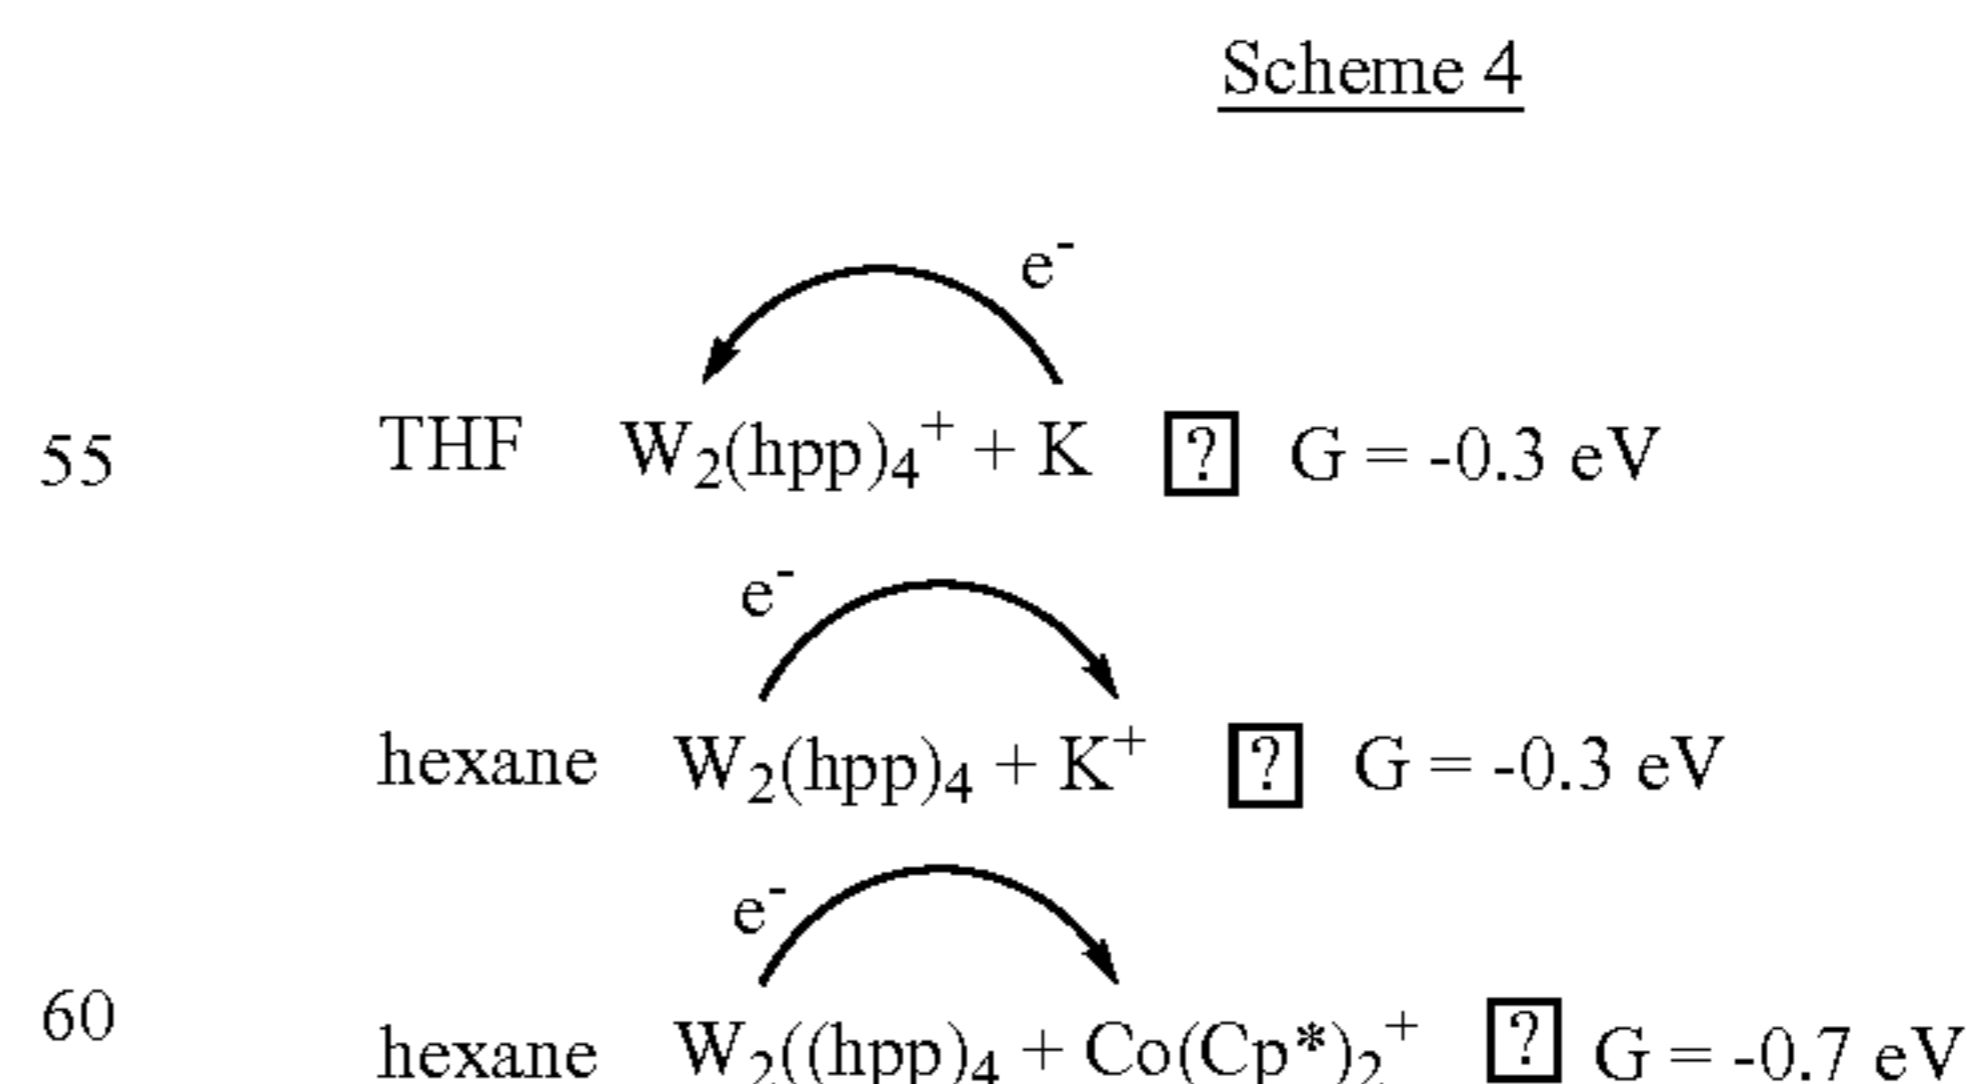 Scheme 4
e⁻
55 THF W₂(hpp)₄⁺ + K ? G = -0.3 eV
e⁻
hexane W₂(hpp)₄ + K⁺ ? G = -0.3 eV
e⁻
60 hexane W₂((hpp)₄ + Co(Cp*)₂⁺ ? G = -0.7 eV